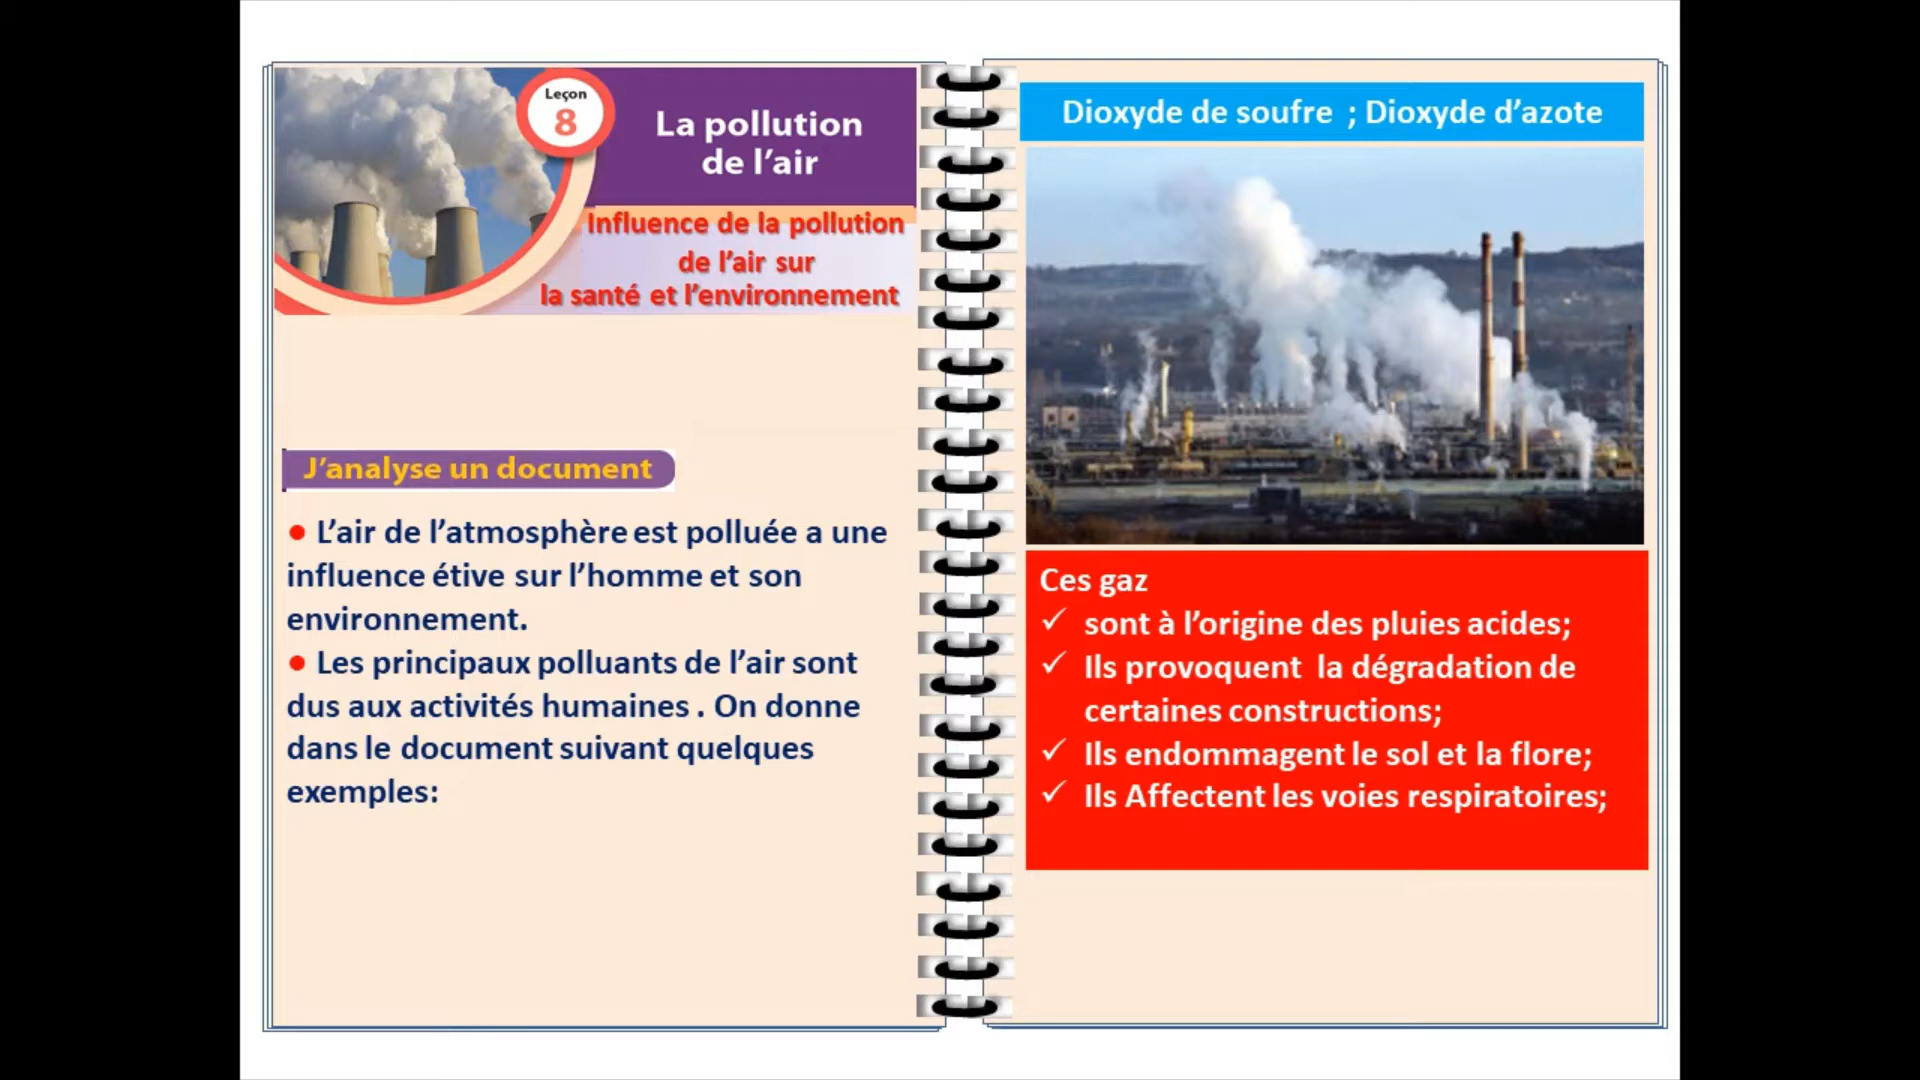 Leçon
8
La pollution
de l'air
Influence de la pollution
de l'air sur
la santé et l'environnement
J'analyse un document
● L'air de l'atmosphère est polluée a une
influence étive sur l'homme et son
environnement.
● Les principaux polluants de l'air sont
dus aux activités humaines . On donne
dans le document suivant quelques
exemples:
Dioxyde de soufre ; Dioxyde d'azote
Ces gaz
✓ sont à l'origine des pluies acides;
✓ Ils provoquent la dégradation de
certaines constructions;
✓ Ils endommagent le sol et la flore;
✓ Ils Affectent les voies respiratoires;